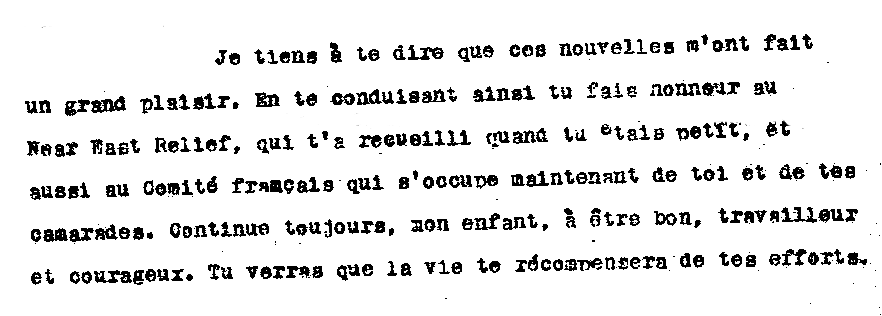 Je tiens à te dire que ces nouvelles m'ont fait
un grand plaisir. En te conduisant ainsi tu fais honneur au
Near East Relief, qui t'a recueilli quand tu etais petit, et
aussi au Comité français qui s'occupe maintenant de toi et de tes
camarades. Continue toujours, mon enfant, à être bon, travailleur
et courageux. Tu verras que la vie te récompensera de tes efforts.